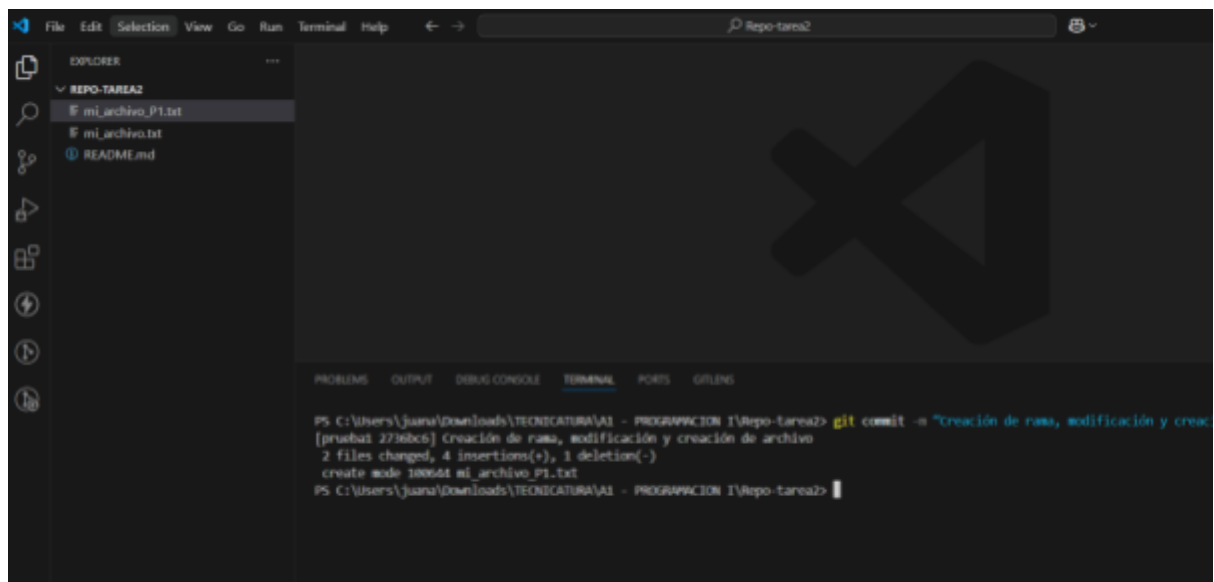 File Edit Selection View Go Run Terminal Help
Repo-tarea2
EXPLORER
REPO-TAREA2
mi_archivo_P1.txt
mi_archivo.txt
README.md
PROBLEMS OUTPUT DEBUG CONSOLE TERMINAL PORTS GITLENS
PS C:\Users\juana\Downloads\TECNICATURA\A1 - PROGRAMACION I\Repo-tarea2> git commit -m "Creación de rama, modificación y creac
[prueba1 2736bc6] Creación de rama, modificación y creación de archivo
2 files changed, 4 insertions(+), 1 deletion(-)
create mode 100644 mi_archivo_P1.txt
PS C:\Users\juana\Downloads\TECNICATURA\A1 - PROGRAMACION I\Repo-tarea2>